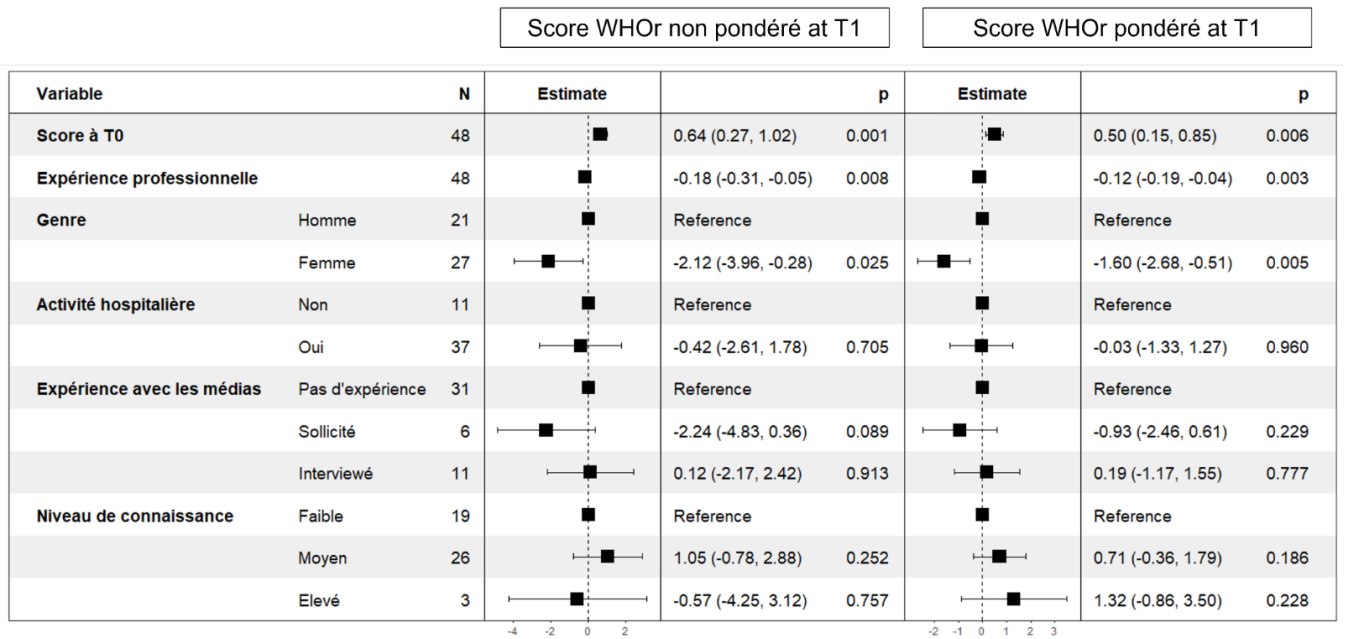 Score WHOr non pondéré at T1 Score WHOr pondéré at T1
Variable N Estimate p Estimate p
Score à T0 48 0.64 (0.27, 1.02) 0.001 0.50 (0.15, 0.85) 0.006
Expérience professionnelle 48 -0.18 (-0.31, -0.05) 0.008 -0.12 (-0.19, -0.04) 0.003
Genre Homme 21 Reference Reference
Femme 27 -2.12 (-3.96, -0.28) 0.025 -1.60 (-2.68, -0.51) 0.005
Activité hospitalière Non 11 Reference Reference
Oui 37 -0.42 (-2.61, 1.78) 0.705 -0.03 (-1.33, 1.27) 0.960
Expérience avec les médias Pas d'expérience 31 Reference Reference
Sollicité 6 -2.24 (-4.83, 0.36) 0.089 -0.93 (-2.46, 0.61) 0.229
Interviewé 11 0.12 (-2.17, 2.42) 0.913 0.19 (-1.17, 1.55) 0.777
Niveau de connaissance Faible 19 Reference Reference
Moyen 26 1.05 (-0.78, 2.88) 0.252 0.71 (-0.36, 1.79) 0.186
Elevé 3 -0.57 (-4.25, 3.12) 0.757 1.32 (-0.86, 3.50) 0.228
-4 -2 0 2 -2 -1 0 1 2 3